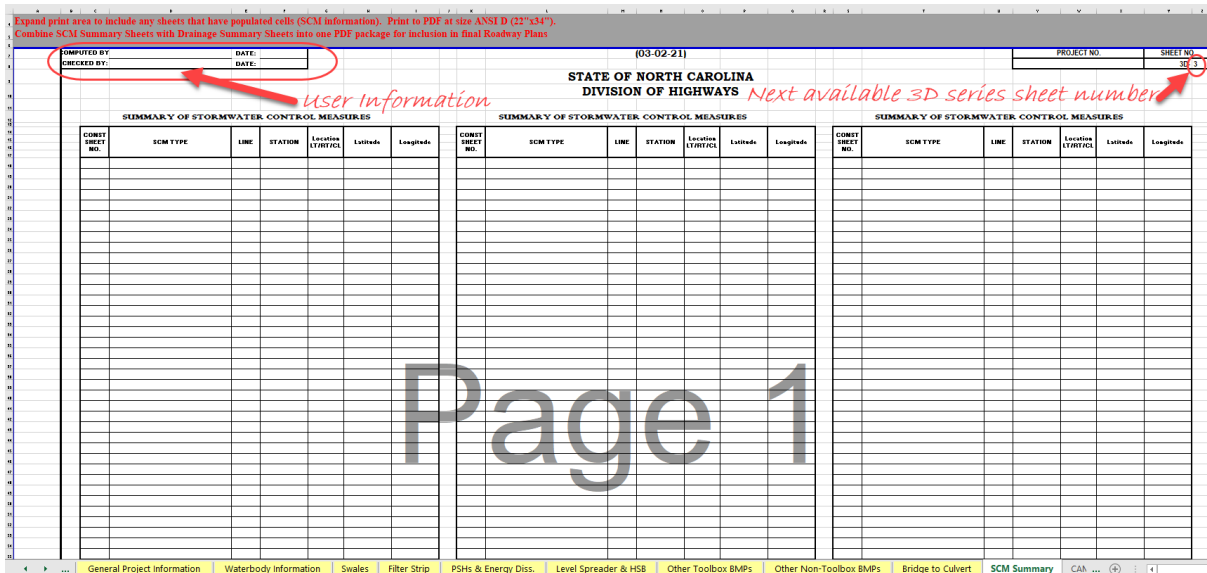 Expand print area to include any sheets that have populated cells (SCM information). Print to PDF at size ANSI D (22"x34").
Combine SCM Summary Sheets with Drainage Summary Sheets into one PDF package for inclusion in final Roadway Plans
COMPUTED BY DATE: (03-02-21) PROJECT NO. SHEET NO
CHECKED BY: DATE: 3D 3
STATE OF NORTH CAROLINA
DIVISION OF HIGHWAYS
User Information
Next available 3D series sheet number
SUMMARY OF STORMWATER CONTROL MEASURES SUMMARY OF STORMWATER CONTROL MEASURES SUMMARY OF STORMWATER CONTROL MEASURES
CONST SHEET NO. SCM TYPE LINE STATION Location LT/RT/CL Latitude Longitude CONST SHEET NO. SCM TYPE LINE STATION Location LT/RT/CL Latitude Longitude CONST SHEET NO. SCM TYPE LINE STATION Location LT/RT/CL Latitude Longitude
Page 1
... General Project Information Waterbody Information Swales Filter Strip PSHs & Energy Diss. Level Spreader & HSB Other Toolbox BMPs Other Non-Toolbox BMPs Bridge to Culvert SCM Summary CAN ...